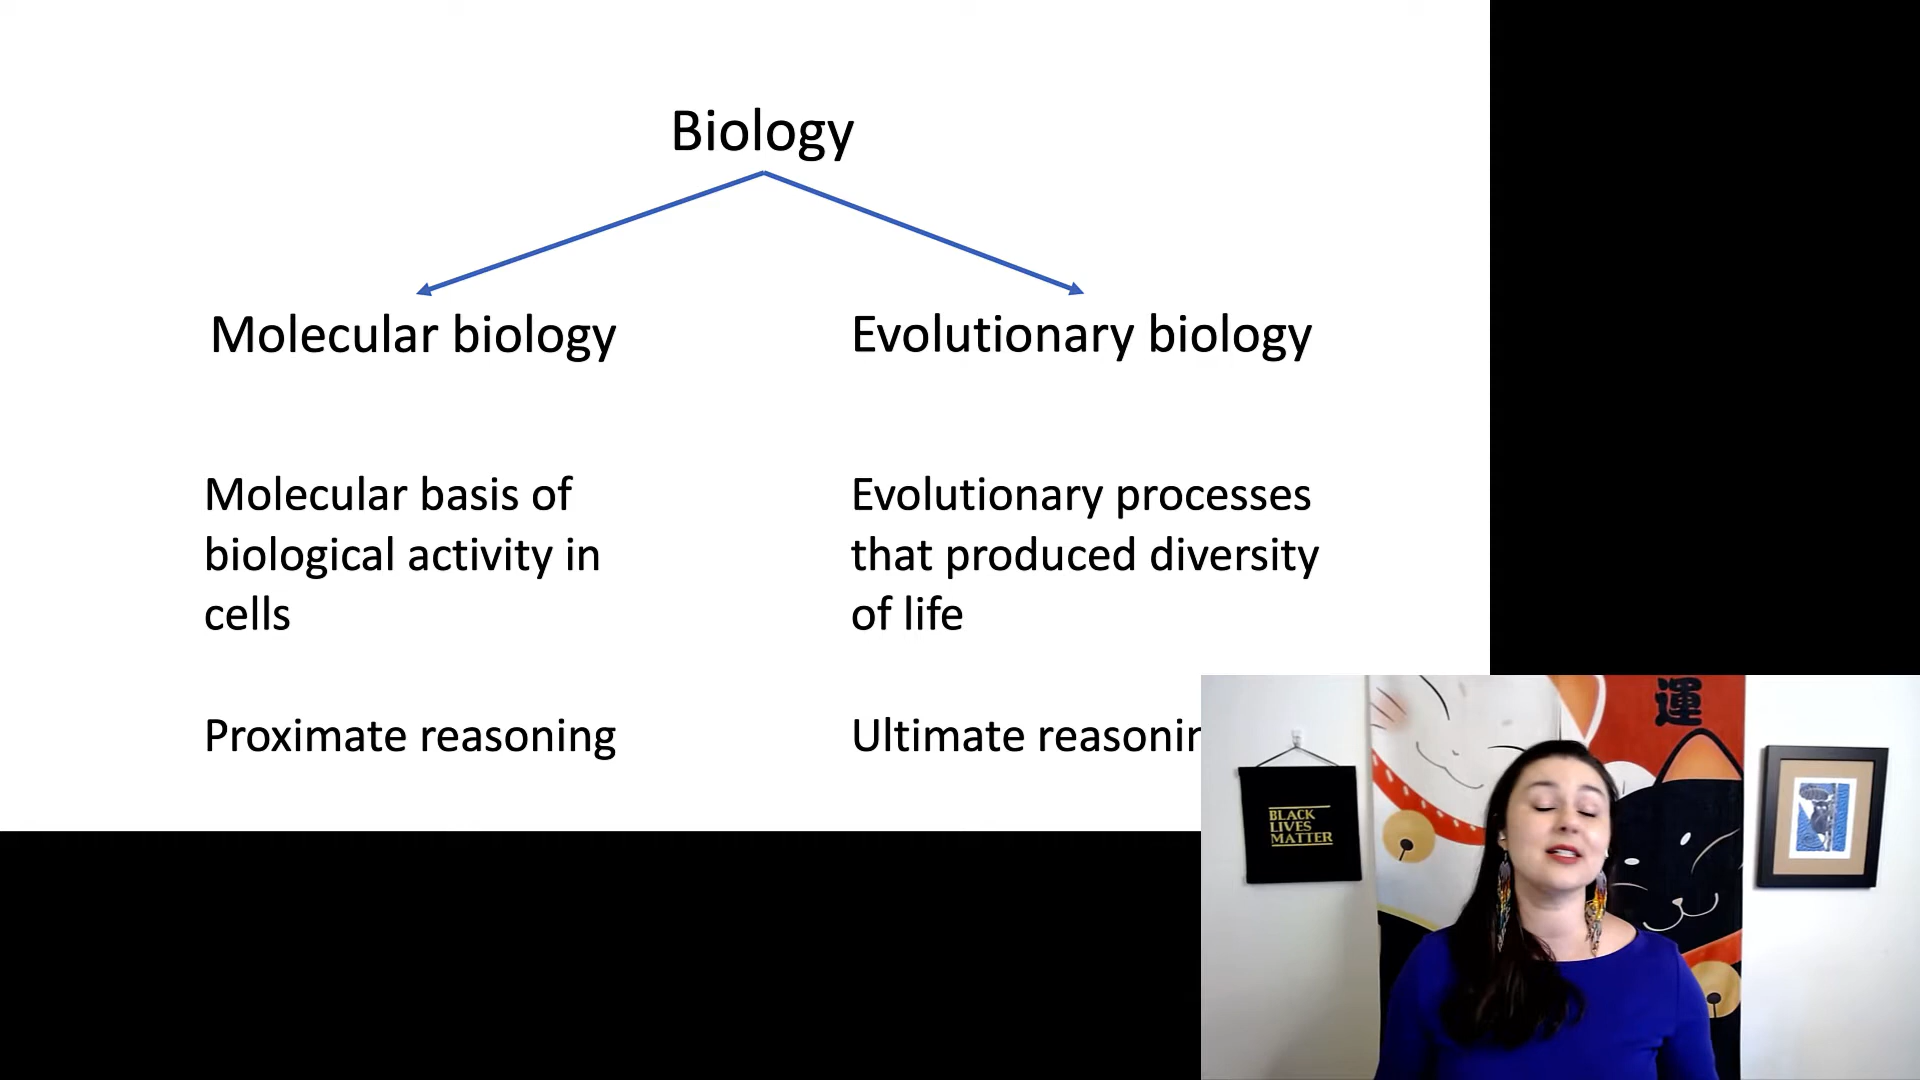 Biology
Molecular biology
Evolutionary biology
Molecular basis of
biological activity in
cells
Evolutionary processes
that produced diversity
of life
Proximate reasoning
Ultimate reasonin
運
BLACK
LIVES
MATTER